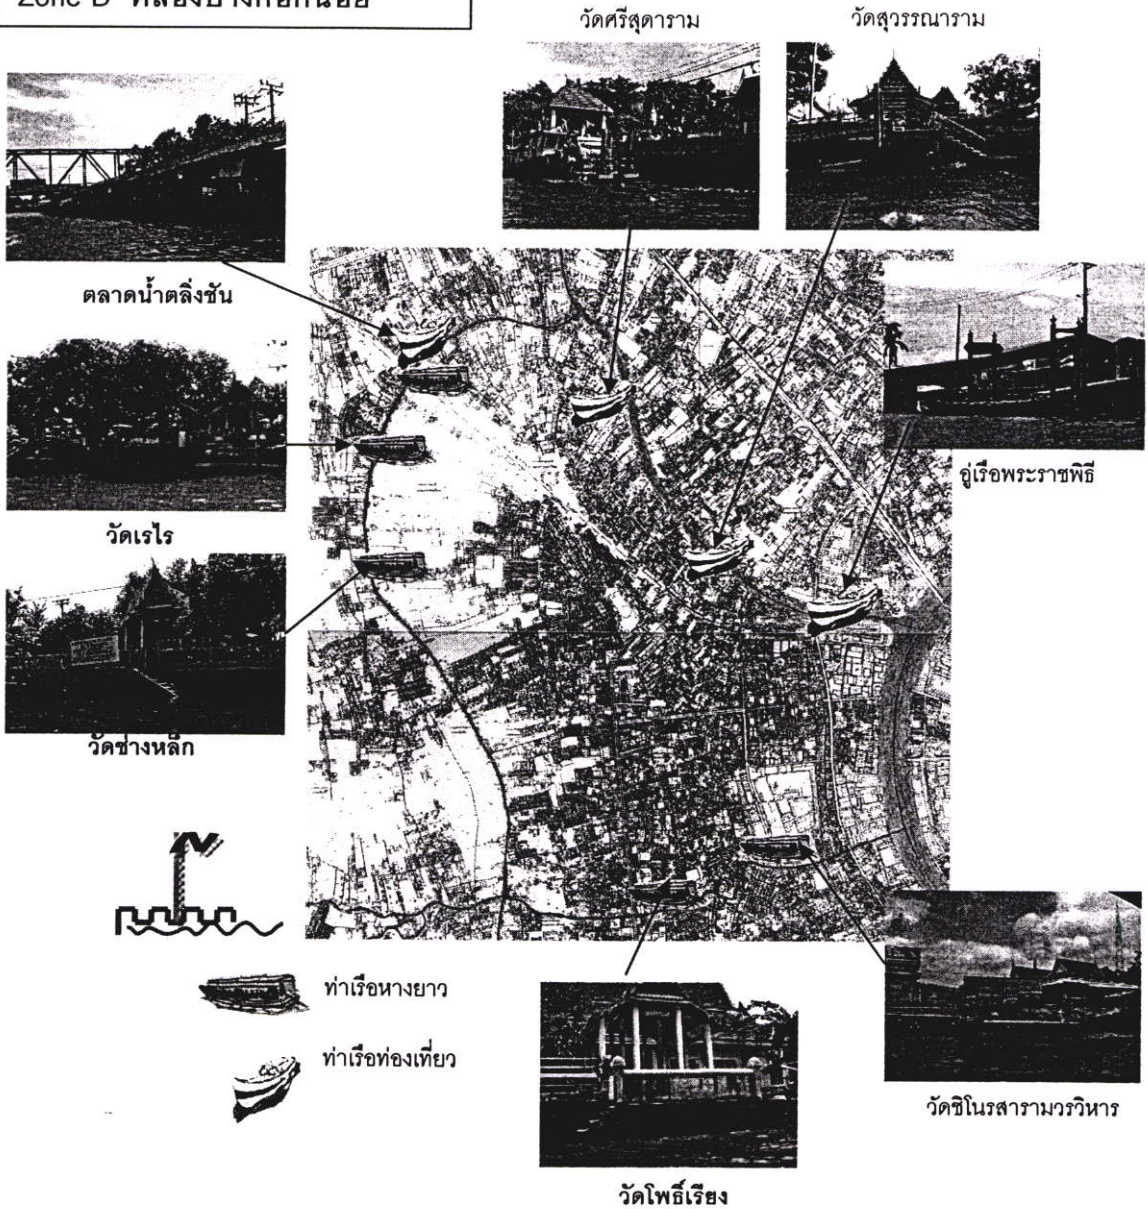 Zone D คลองบางกอกน้อย
วัดศรีสุดาราม
วัดสุวรรณาราม
ตลาดน้ำตลิ่งชัน
อู่เรือพระราชพิธี
วัดเรไร
วัดช่างหลัก
N
ท่าเรือหางยาว
ท่าเรือท่องเที่ยว
วัดชิโนรสารามวรวิหาร
วัดโพธิ์เรียง